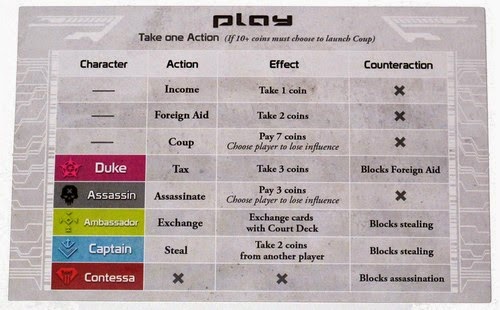 play
Take one Action (If 10+ coins must choose to launch Coup)
Character Action Effect Counteraction
— Income Take 1 coin ✖
— Foreign Aid Take 2 coins ✖
— Coup Pay 7 coins ✖
Choose player to lose influence
Duke Tax Take 3 coins Blocks Foreign Aid
Assassin Assassinate Pay 3 coins ✖
Choose player to lose influence
Ambassador Exchange Exchange cards Blocks stealing
with Court Deck
Captain Steal Take 2 coins Blocks stealing
from another player
Contessa ✖ ✖ Blocks assassination